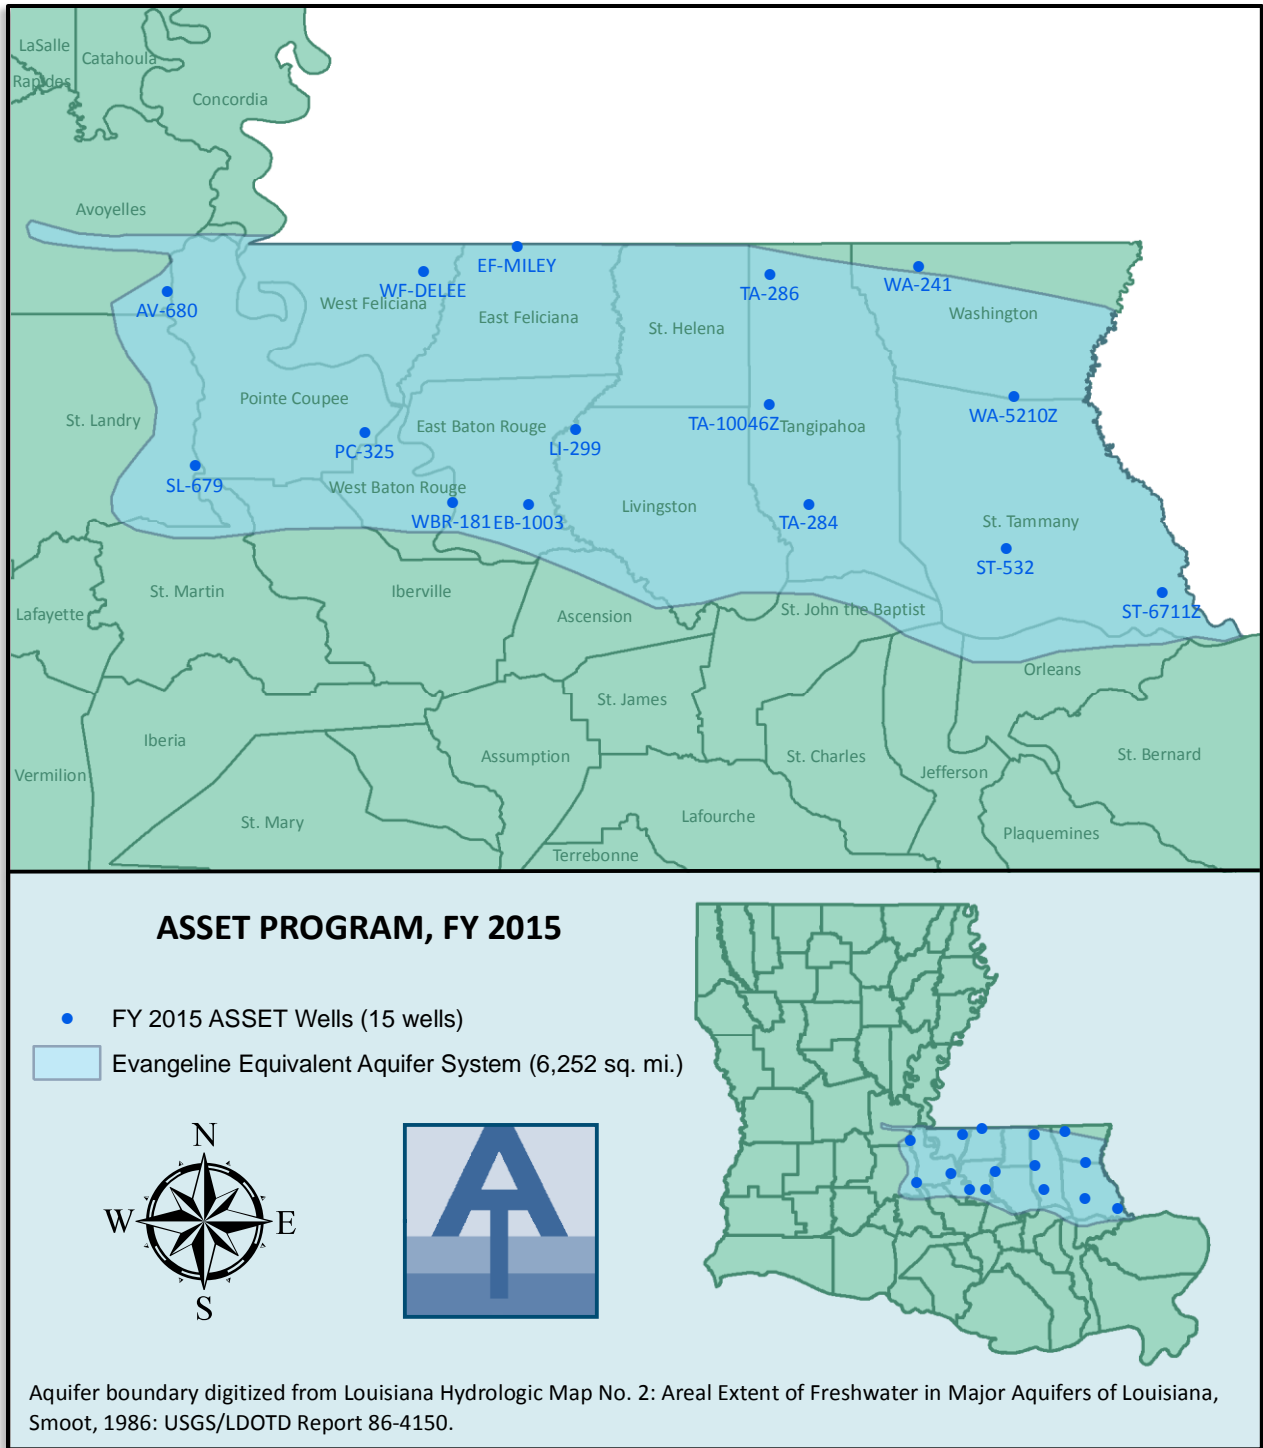 LaSalle
Catahoula
Rapides
Concordia
Avoyelles
EF-MILEY
WF-DELEE
West Feliciana
AV-680
East Feliciana
St. Helena
TA-286
WA-241
Washington
Pointe Coupee
St. Landry
East Baton Rouge
PC-325
LI-299
TA-10046Z
Tangipahoa
WA-5210Z
SL-679
West Baton Rouge
WBR-181
EB-1003
Livingston
TA-284
St. Tammany
ST-532
ST-6711Z
St. Martin
Iberville
Lafayette
Ascension
St. John the Baptist
Orleans
St. James
Iberia
Vermilion
Assumption
St. Charles
Jefferson
St. Bernard
St. Mary
Lafourche
Plaquemines
Terrebonne
ASSET PROGRAM, FY 2015
FY 2015 ASSET Wells (15 wells)
Evangeline Equivalent Aquifer System (6,252 sq. mi.)
N
W
E
S
Aquifer boundary digitized from Louisiana Hydrologic Map No. 2: Areal Extent of Freshwater in Major Aquifers of Louisiana,
Smoot, 1986: USGS/LDOTD Report 86-4150.